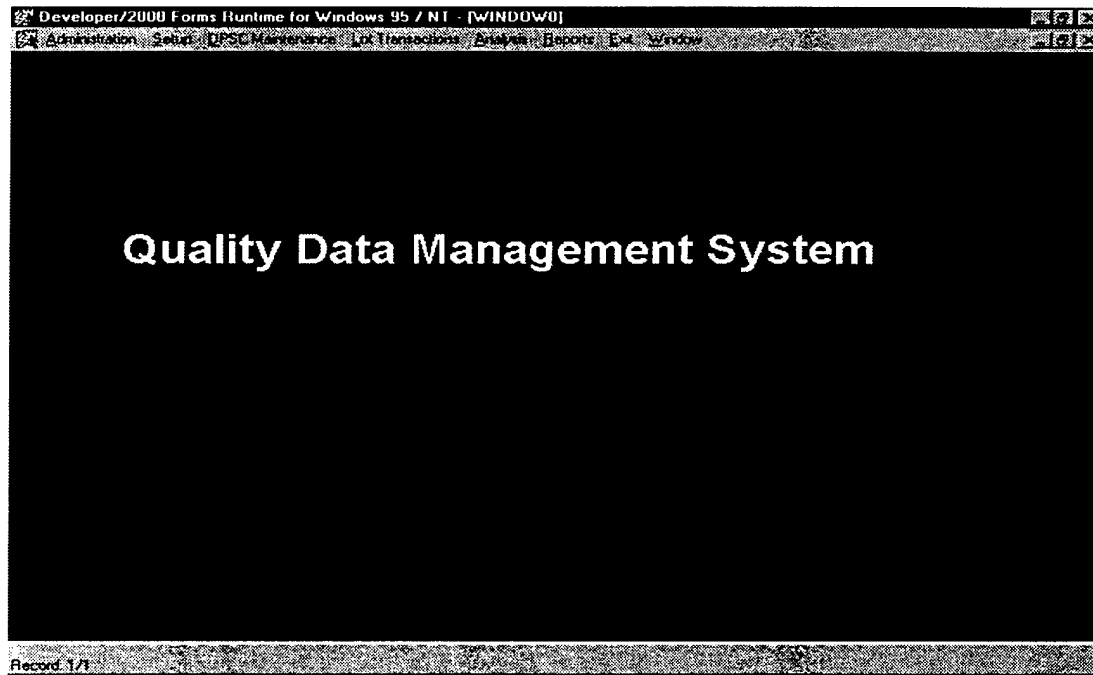 Developer/2000 Forms Runtime for Windows 95 / NT - [WINDOW0]
Administration Setup UPSC Maintenance Lot Transactions Analysis Reports Exit Window
Quality Data Management System
Record: 1/1